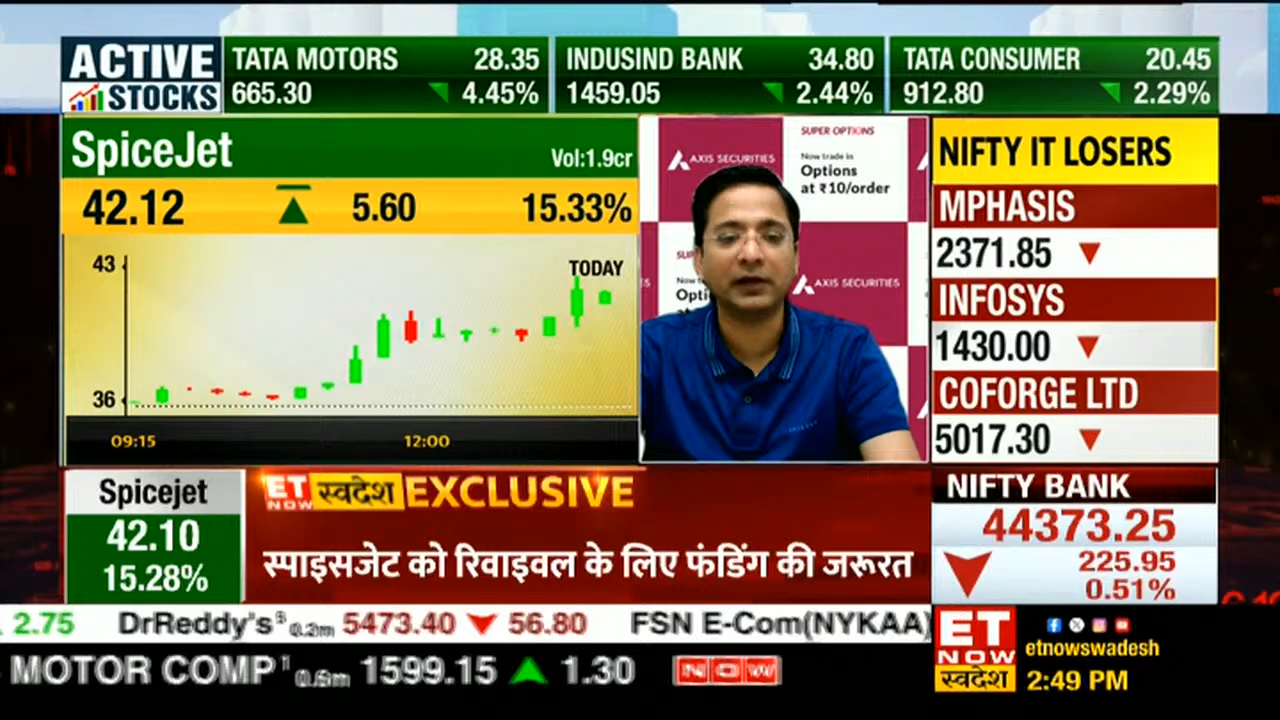 ACTIVE
STOCKS
TATA MOTORS 28.35
665.30 4.45%
INDUSIND BANK 34.80
1459.05 2.44%
TATA CONSUMER 20.45
912.80 2.29%
SpiceJet Vol:1.9cr
42.12 5.60 15.33%
43
TODAY
36
09:15 12:00
SUPER OPTIONS
AXIS SECURITIES
Now trade in
Options
at ₹10/order
AXIS SECURITIES
NIFTY IT LOSERS
MPHASIS
2371.85
INFOSYS
1430.00
COFORGE LTD
5017.30
Spicejet
42.10
15.28%
ET NOW स्वदेश EXCLUSIVE
स्पाइसजेट को रिवाइवल के लिए फंडिंग की जरूरत
NIFTY BANK
44373.25
225.95
0.51%
2.75 DrReddy's S 0.2m 5473.40 56.80 FSN E-Com(NYKAA)
MOTOR COMP 1 0.6m 1599.15 1.30 NOW
ET
NOW
स्वदेश
etnowswadesh
2:49 PM